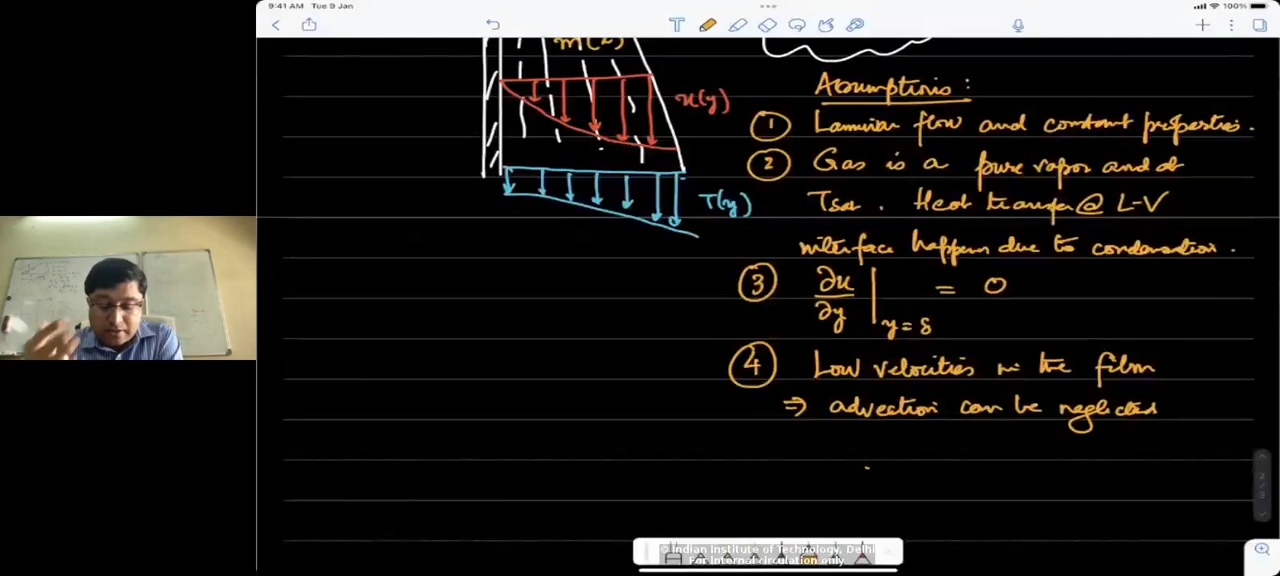 9:41 AM Tue 9 Jan
100%
m(x)
u(y)
T(y)
Assumptions :
① Laminar flow and constant properties.
② Gas is a pure vapor and at
Tsat . Heat transfer @ L-V
interface happens due to condensation .
③ ∂u/∂y |y=δ = 0
④ Low velocities in the film
⇒ advection can be neglected
© Indian Institute of Technology, Delhi
For internal circulation only